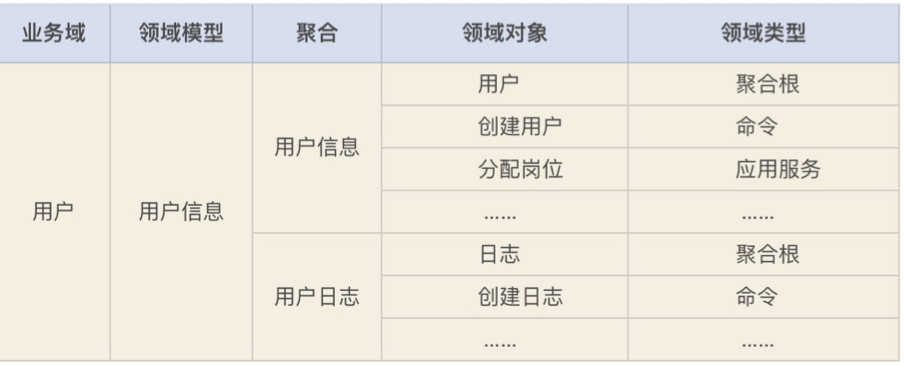 业务域 领域模型 聚合 领域对象 领域类型
用户 聚合根
创建用户 命令
用户信息
分配岗位 应用服务
用户 用户信息 …… ……
日志 聚合根
用户日志 创建日志 命令
…… ……